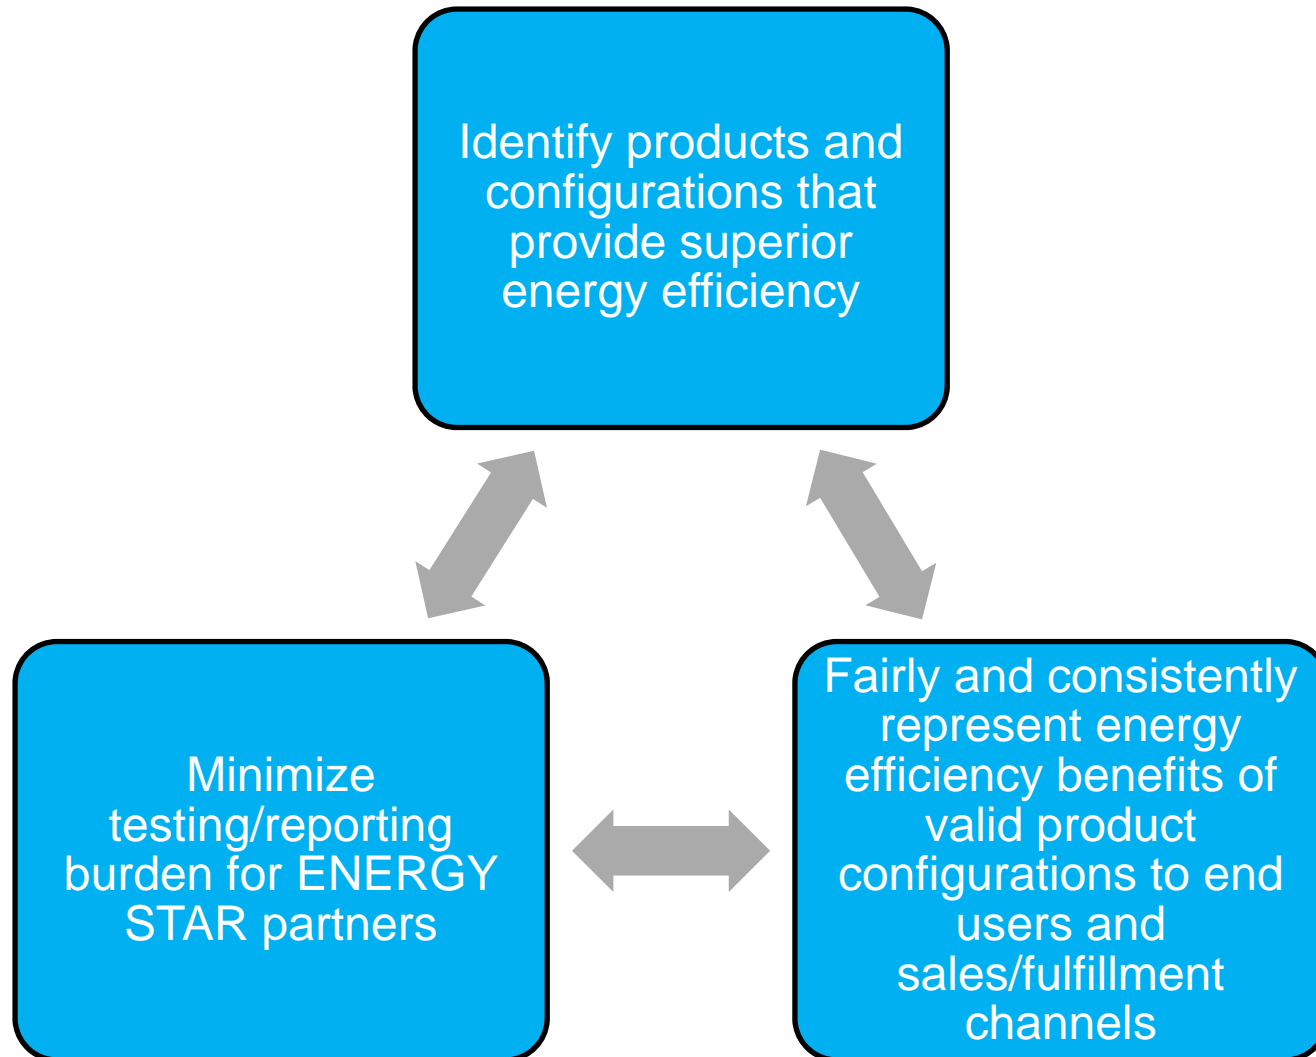 Identify products and
configurations that
provide superior
energy efficiency
Minimize
testing/reporting
burden for ENERGY
STAR partners
Fairly and consistently
represent energy
efficiency benefits of
valid product
configurations to end
users and
sales/fulfillment
channels